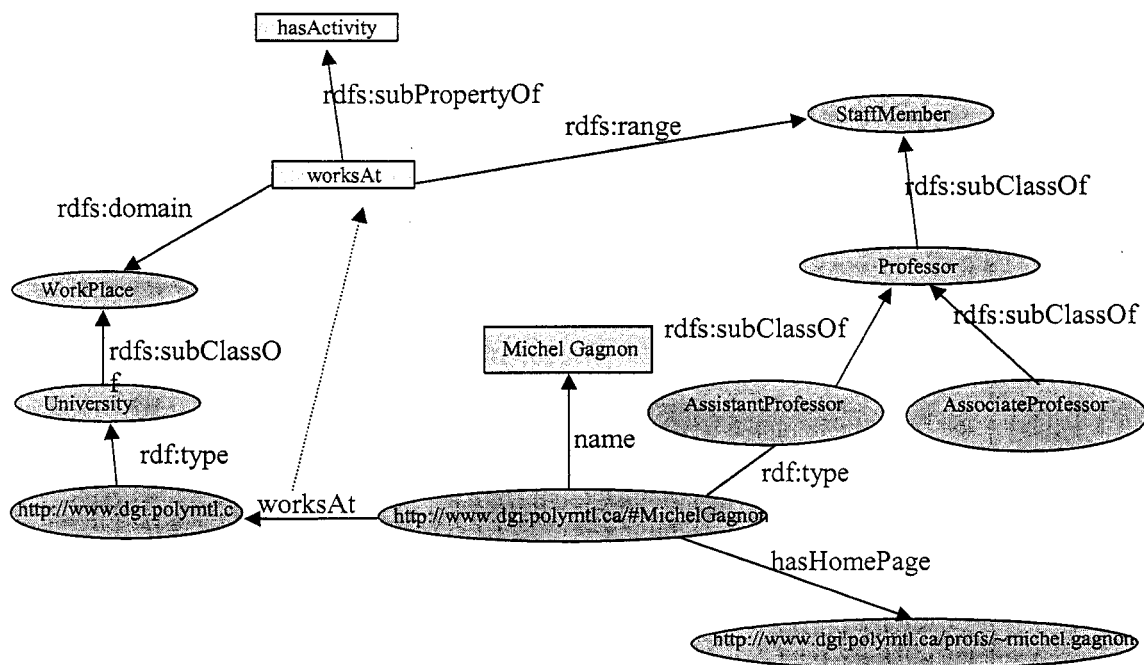 hasActivity
rdfs:subPropertyOf
StaffMember
rdfs:range
worksAt
rdfs:subClassOf
rdfs:domain
Professor
WorkPlace
rdfs:subClassOf
rdfs:subClassOf
Michel Gagnon
rdfs:subClassO
f
University
AssistantProfessor
AssociateProfessor
name
rdf:type
rdf:type
http://www.dgi.polymtl.c
worksAt
http://www.dgi.polymtl.ca/#MichelGagnon
hasHomePage
http://www.dgi.polymtl.ca/profs/~michel.gagnon